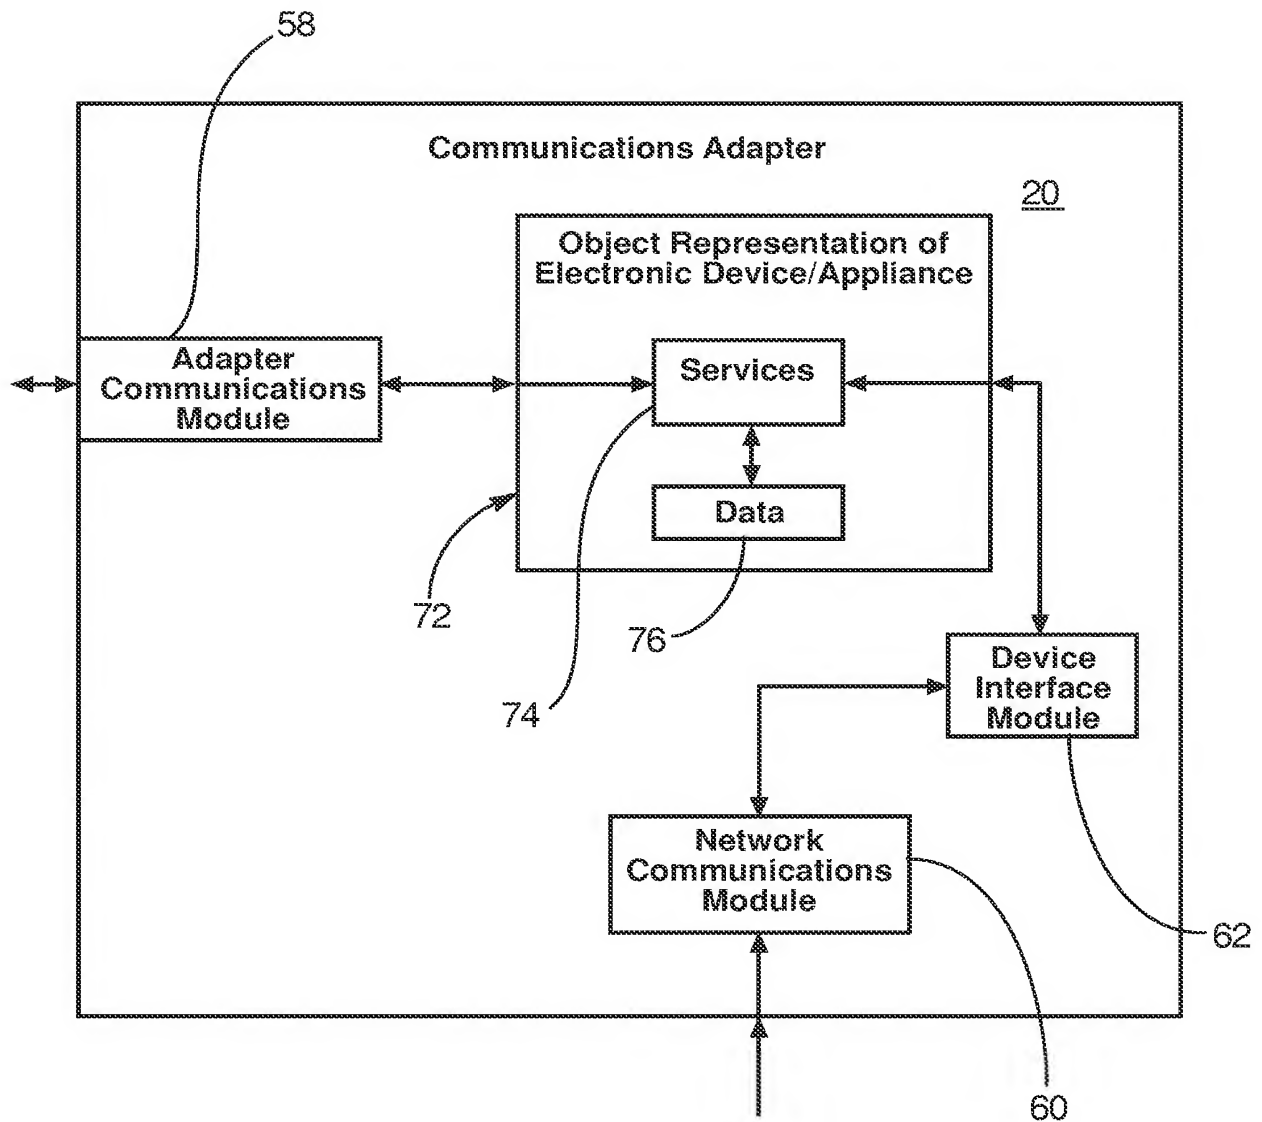 58
Communications Adapter
20
Object Representation of
Electronic Device/Appliance
Adapter
Communications
Module
Services
Data
72
76
74
Device
Interface
Module
Network
Communications
Module
62
60